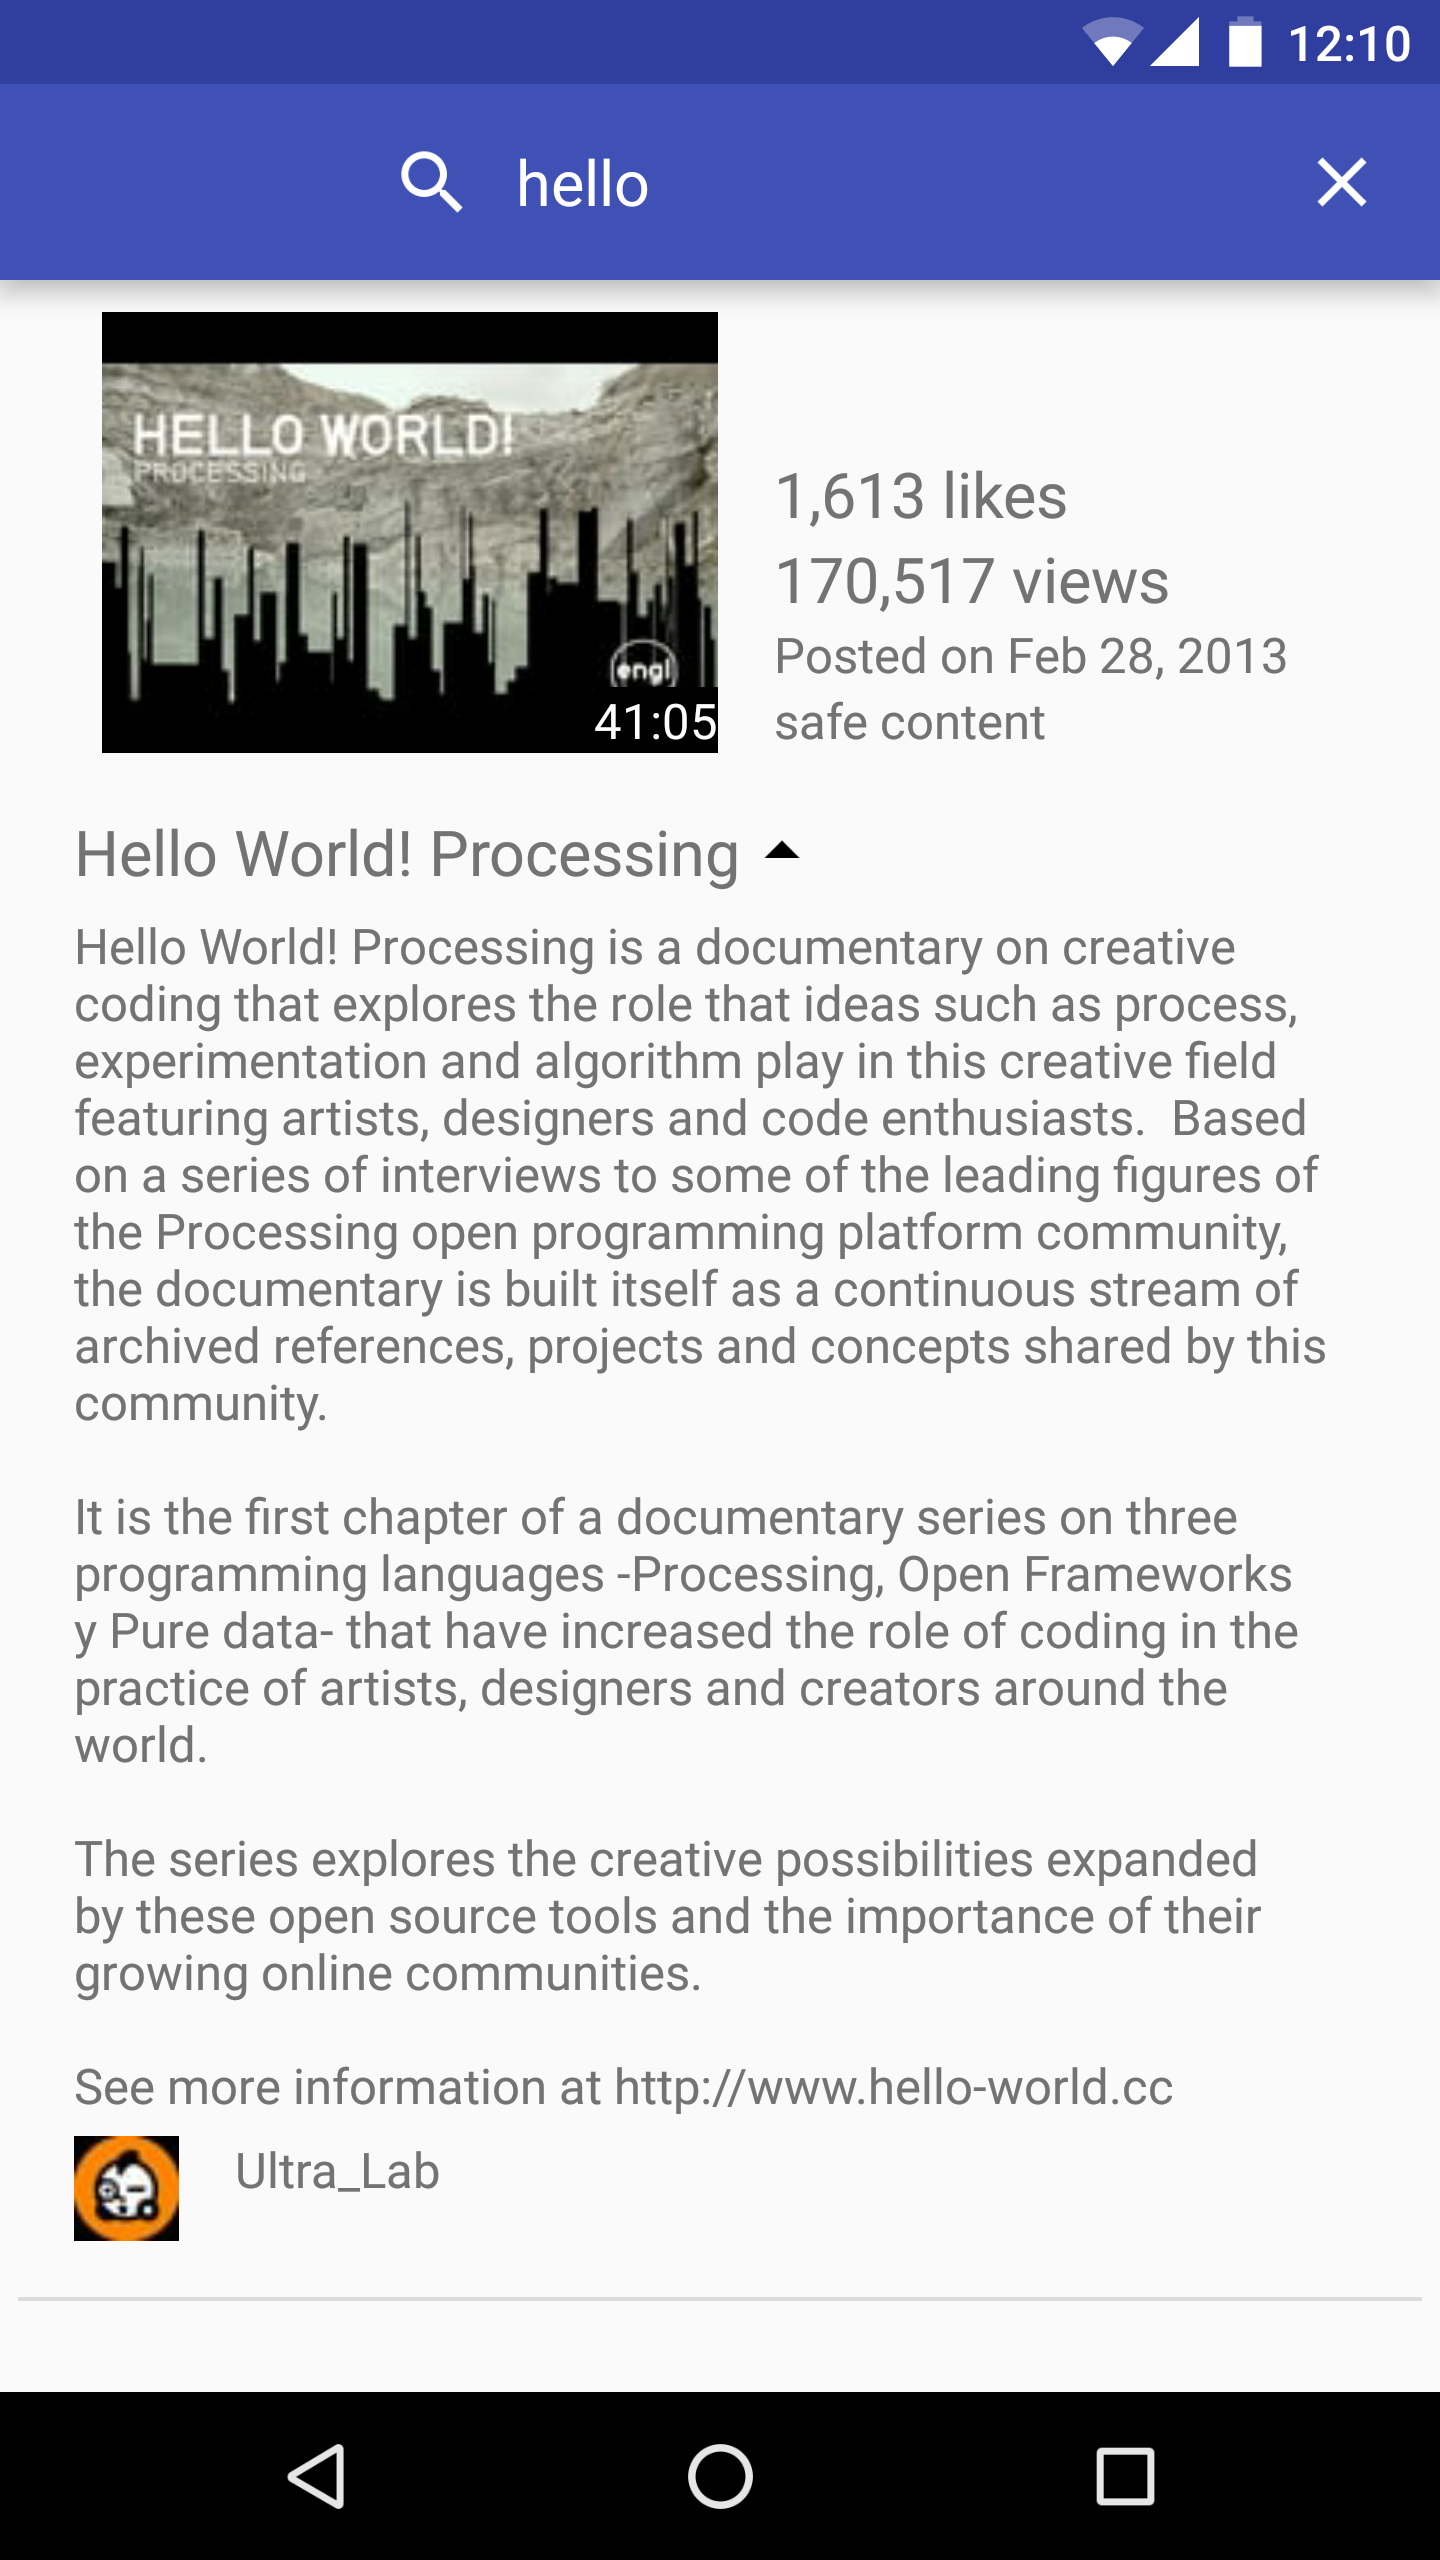 12:10
hello
HELLO WORLD!
PROCESSING
engl
41:05
1,613 likes
170,517 views
Posted on Feb 28, 2013
safe content
Hello World! Processing
Hello World! Processing is a documentary on creative
coding that explores the role that ideas such as process,
experimentation and algorithm play in this creative field
featuring artists, designers and code enthusiasts.  Based
on a series of interviews to some of the leading figures of
the Processing open programming platform community,
the documentary is built itself as a continuous stream of
archived references, projects and concepts shared by this
community.
It is the first chapter of a documentary series on three
programming languages -Processing, Open Frameworks
y Pure data- that have increased the role of coding in the
practice of artists, designers and creators around the
world.
The series explores the creative possibilities expanded
by these open source tools and the importance of their
growing online communities.
See more information at http://www.hello-world.cc
Ultra_Lab